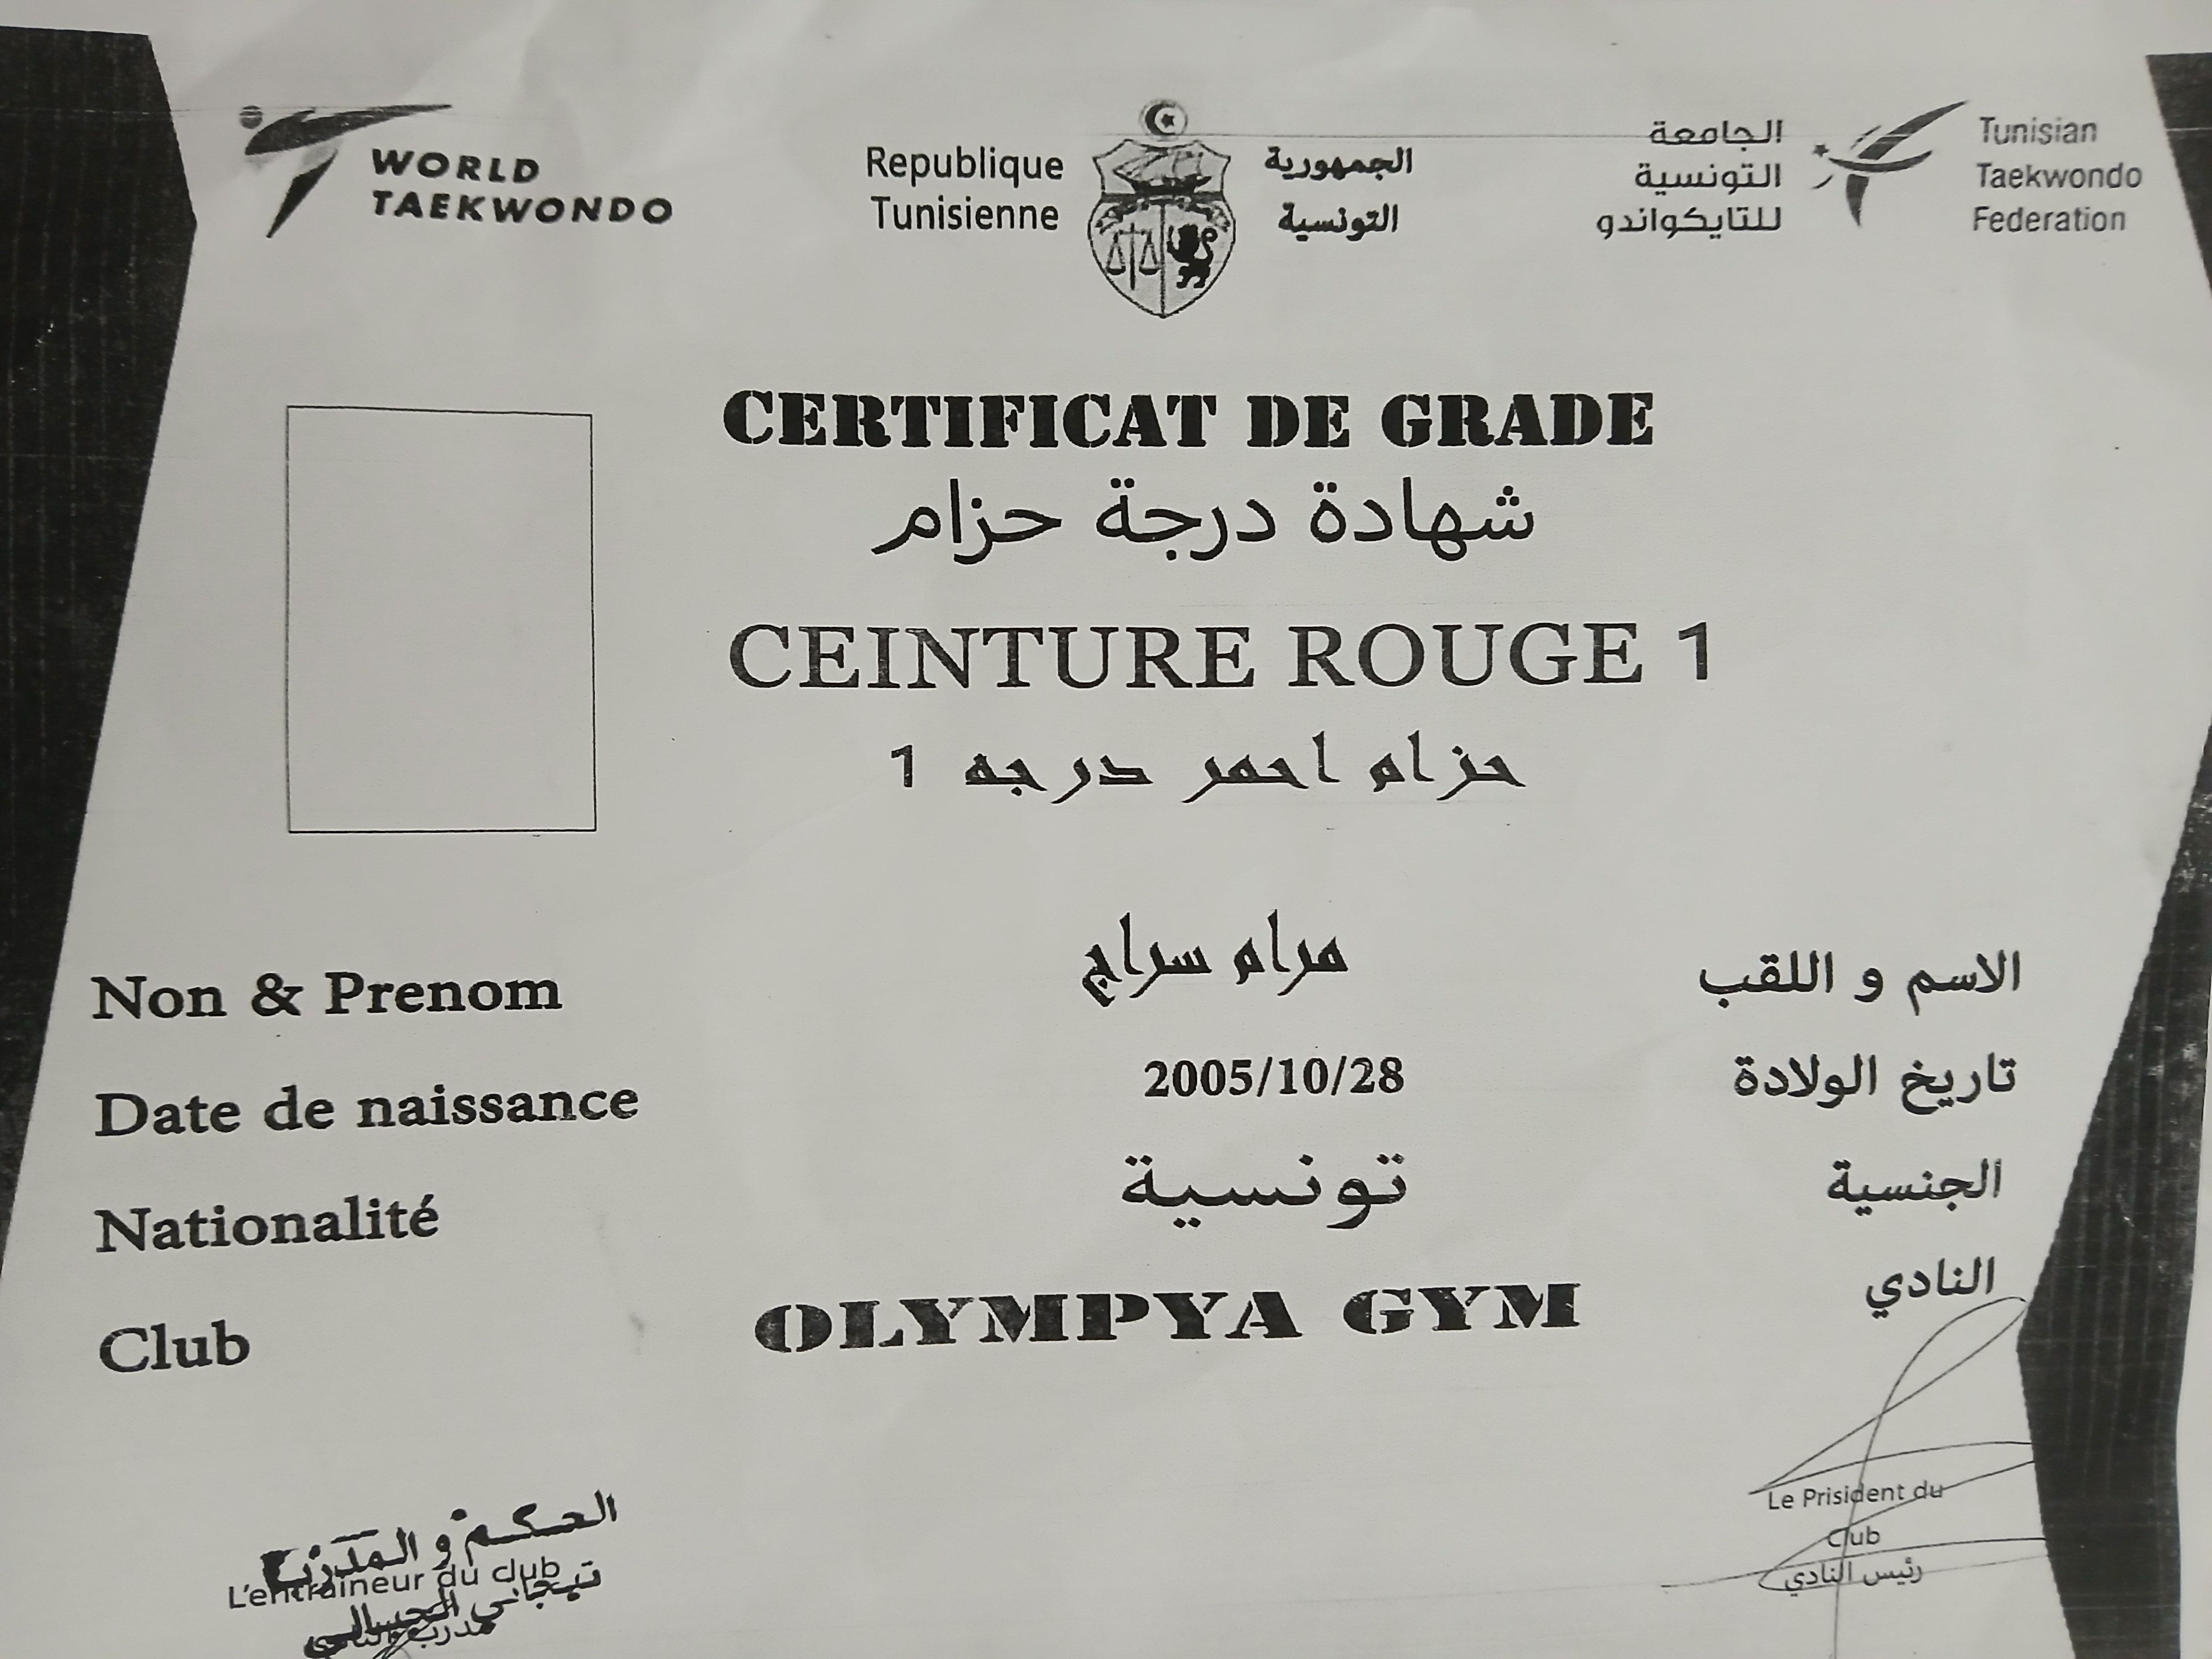 WORLD
TAEKWONDO
Republique
Tunisienne
الجمهورية
التونسية
الجامعة
التونسية
للتايكواندو
Tunisian
Taekwondo
Federation
CERTIFICAT DE GRADE
شهادة درجة حزام
CEINTURE ROUGE 1
حزام احمر درجه 1
Non & Prenom
مرام سراج
الاسم و اللقب
Date de naissance
2005/10/28
تاريخ الولادة
Nationalité
تونسية
الجنسية
Club
OLYMPYA GYM
النادي
الحكم و المدرب
L'entraineur du club
تيجاني
مدرب النادي
Le Prisident du
Club
رئيس النادي